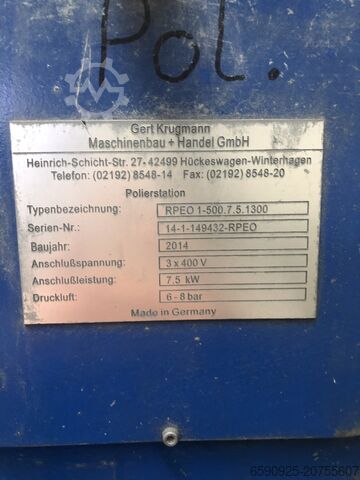 Pol.
Gert Krugmann
Maschinenbau + Handel GmbH
Heinrich-Schicht-Str. 27- 42499 Hückeswagen-Winterhagen
Telefon: (02192) 8548-14 Fax: (02192) 8548-20
Polierstation
Typenbezeichnung: RPEO 1-500.7.5.1300
Serien-Nr.: 14-1-149432-RPEO
Baujahr: 2014
Anschlußspannung: 3 x 400 V
Anschlußleistung: 7.5 kW
Druckluft: 6 - 8 bar
Made in Germany
6590925-20755607